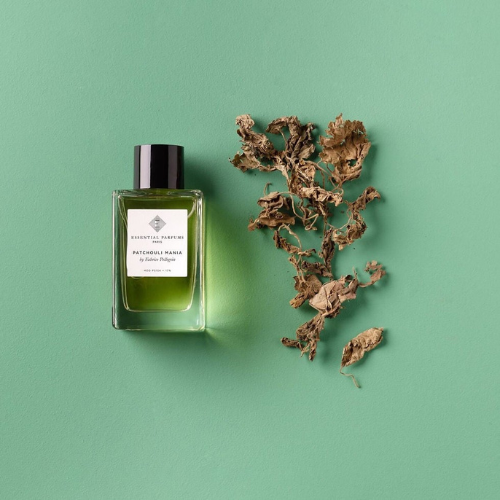 ESSENTIAL PARFUMS
PARIS
PATCHOULI MANIA
by Fabrice Pellegrin